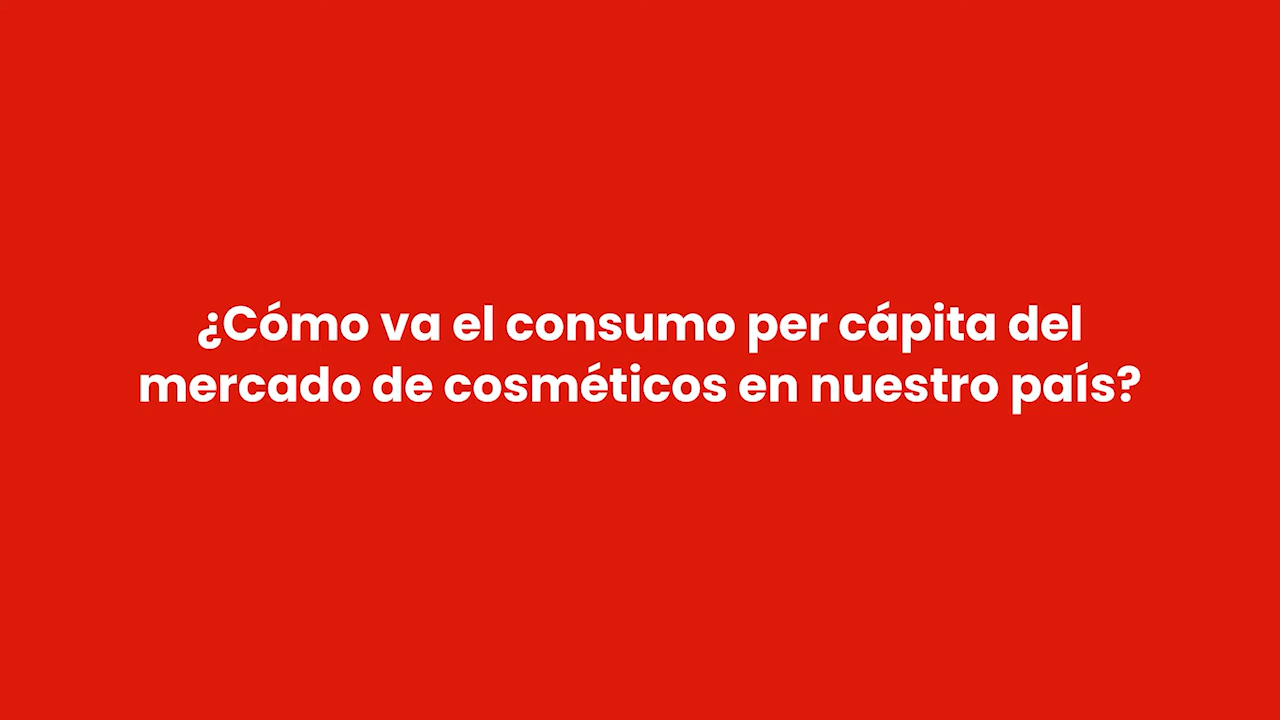 ¿Cómo va el consumo per cápita del
mercado de cosméticos en nuestro país?